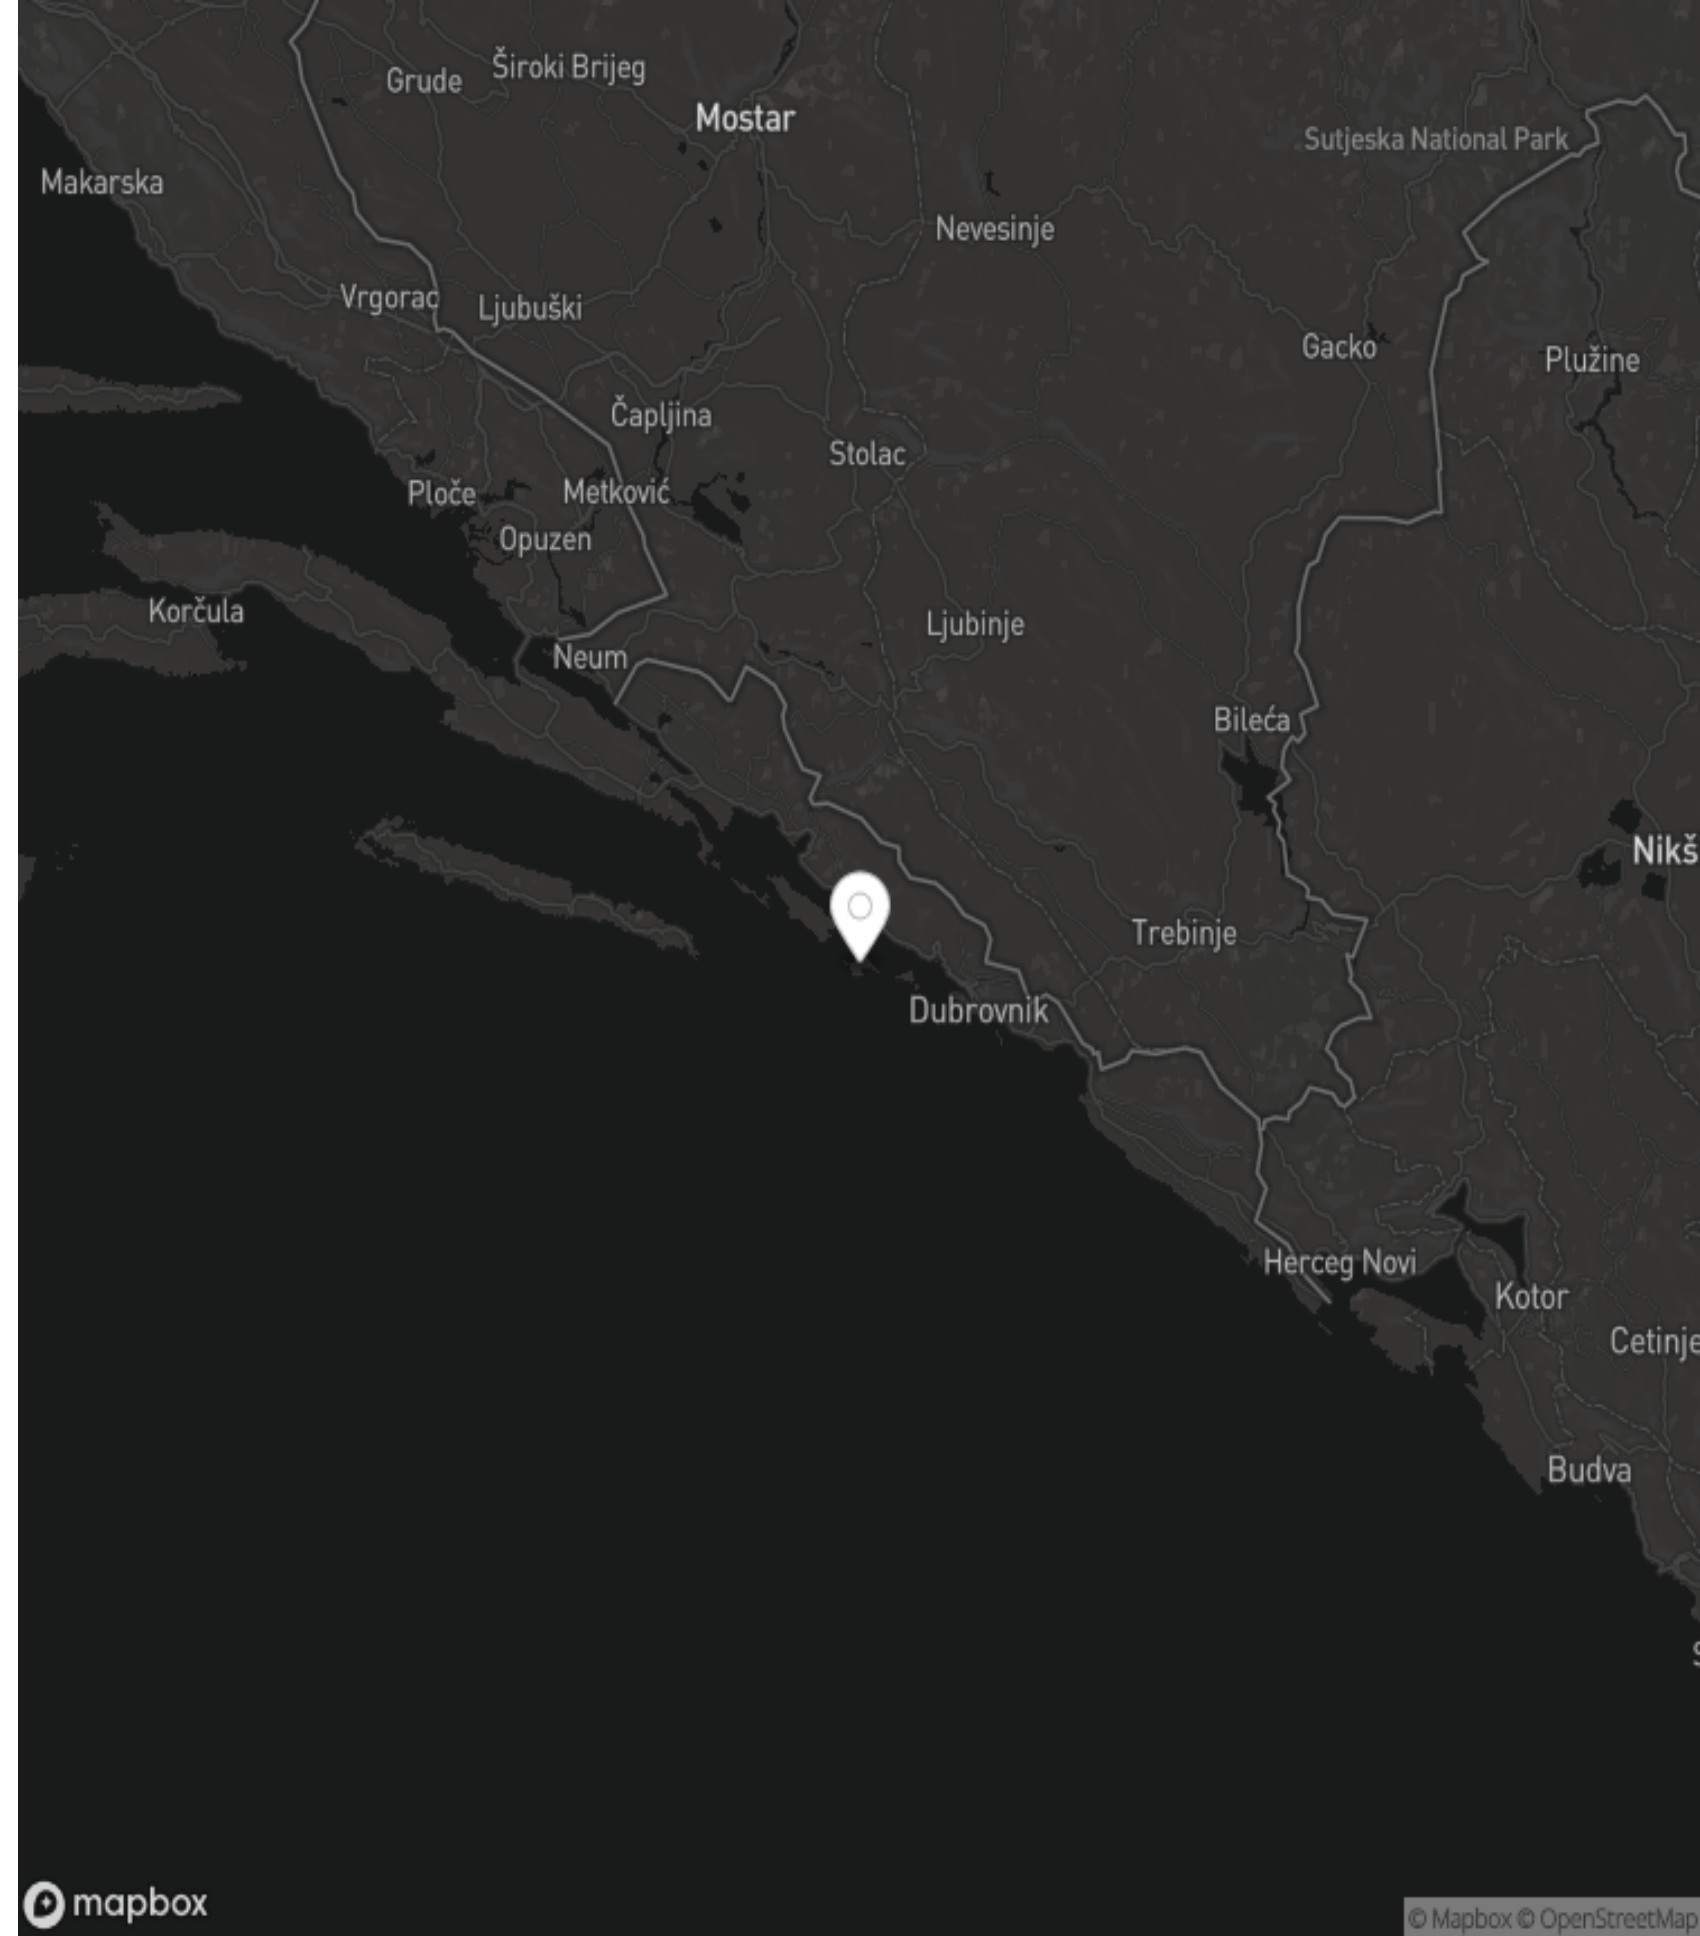 Široki Brijeg
Grude
Mostar
Sutjeska National Park
Makarska
Nevesinje
Vrgorac
Ljubuški
Gacko
Plužine
Čapljina
Stolac
Ploče
Metković
Opuzen
Korčula
Ljubinje
Neum
Bileća
Nikš
Trebinje
Dubrovnik
Herceg Novi
Kotor
Cetinje
Budva
mapbox
© Mapbox © OpenStreetMap